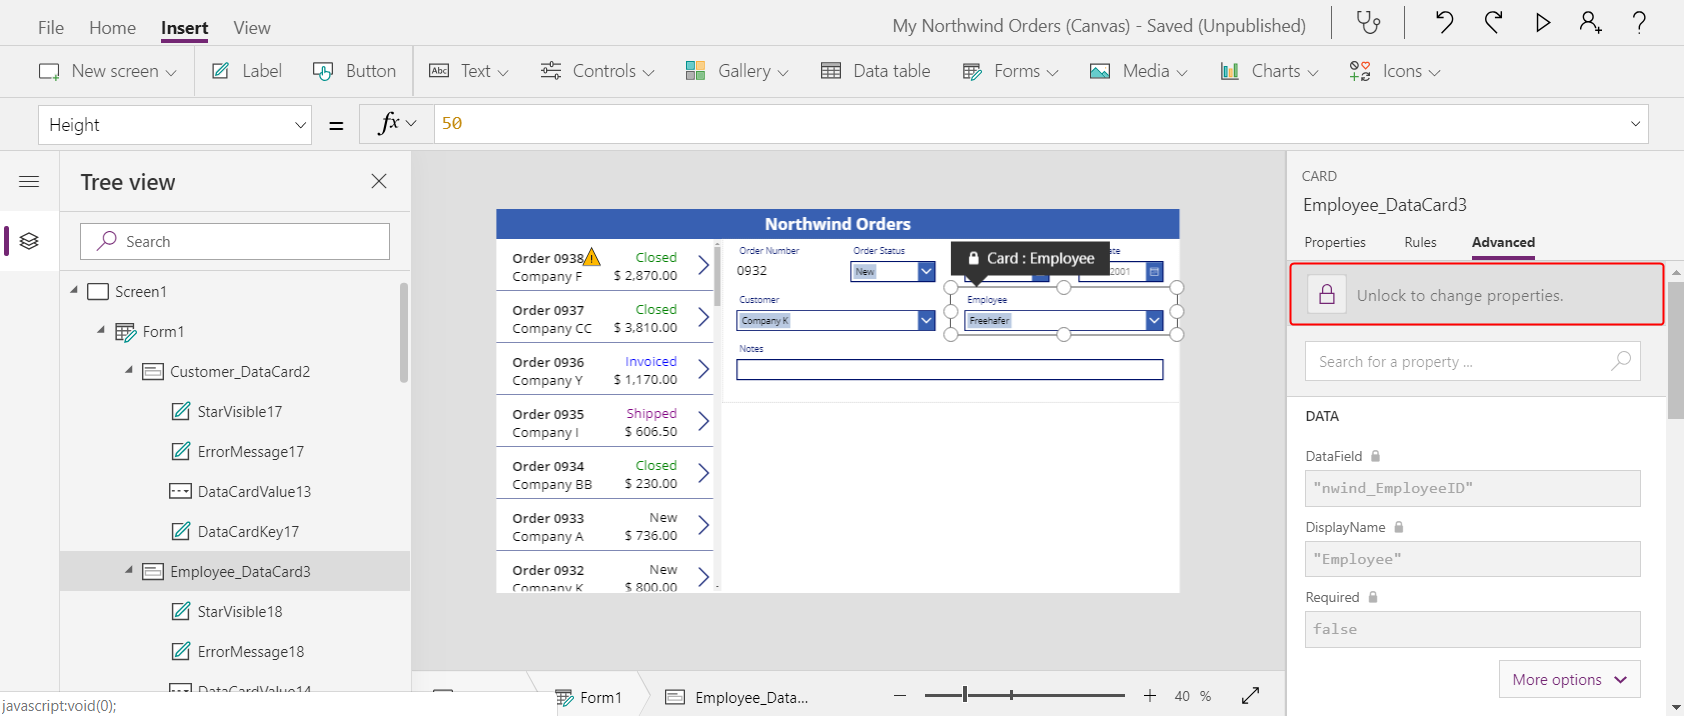 File Home Insert View
My Northwind Orders (Canvas) - Saved (Unpublished)
New screen Label Button Abc Text Controls Gallery Data table Forms Media Charts Icons
Height = fx 50
Tree view
Search
Screen1
Form1
Customer_DataCard2
StarVisible17
ErrorMessage17
DataCardValue13
DataCardKey17
Employee_DataCard3
StarVisible18
ErrorMessage18
DataCardValue14
javascript:void(0);
Northwind Orders
Order 0938 Closed
Company F $ 2,870.00
Order 0937 Closed
Company CC $ 3,810.00
Order 0936 Invoiced
Company Y $ 1,170.00
Order 0935 Shipped
Company I $ 606.50
Order 0934 Closed
Company BB $ 230.00
Order 0933 New
Company A $ 736.00
Order 0932 New
Company K $ 800.00
Order Number Order Status
0932 New 2001
Card : Employee
Customer Employee
Company K Freehafer
Notes
Form1 Employee_Data... 40 %
CARD
Employee_DataCard3
Properties Rules Advanced
Unlock to change properties.
Search for a property ...
DATA
DataField
"nwind_EmployeeID"
DisplayName
"Employee"
Required
false
More options